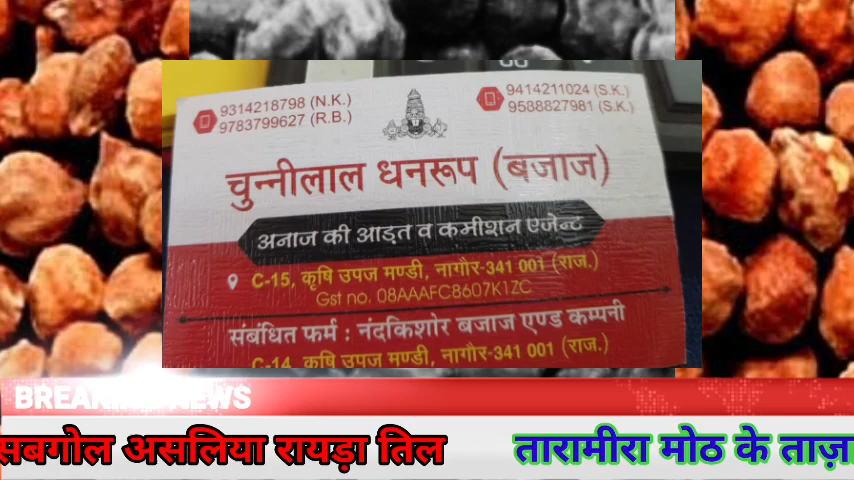 9314218798 (N.K.)
9783799627 (R.B.)
9414211024 (S.K.)
9588827981 (S.K.)
चुन्नीलाल धनरूप (बजाज)
अनाज की आड़त व कमीशन एजेन्ट
C-15, कृषि उपज मण्डी, नागौर-341 001 (राज.)
Gst no. 08AAAFC8607K1ZC
संबंधित फर्म : नंदकिशोर बजाज एण्ड कम्पनी
C-14, कृषि उपज मण्डी, नागौर-341 001 (राज.)
BREAKING NEWS
सबगोल असलिया रायड़ा तिल तारामीरा मोठ के ताज़ा